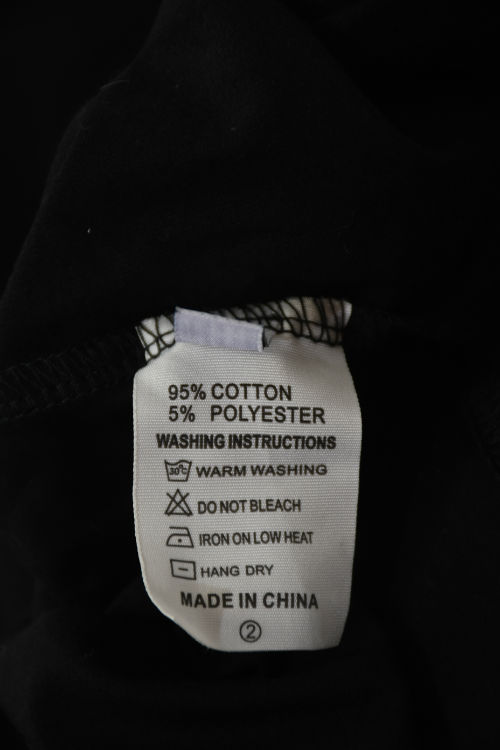 95% COTTON
5% POLYESTER
WASHING INSTRUCTIONS
30°C WARM WASHING
DO NOT BLEACH
IRON ON LOW HEAT
HANG DRY
MADE IN CHINA
2